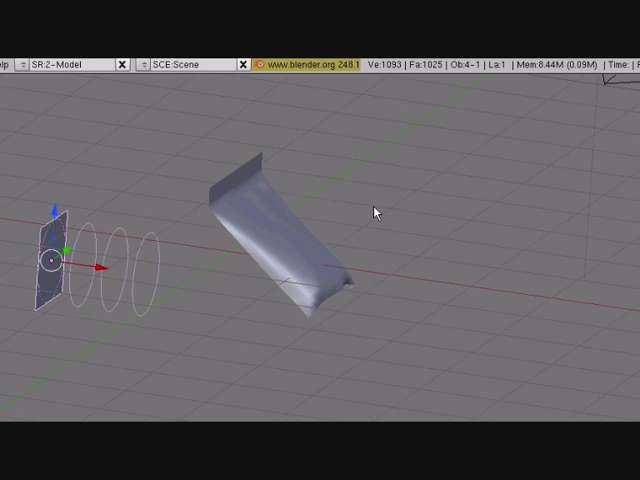 elp SR:2-Model SCE:Scene www.blender.org 248.1 Ve:1093 | Fa:1025 | Ob:4-1 | La:1 | Mem:8.44M (0.09M) | Time: |